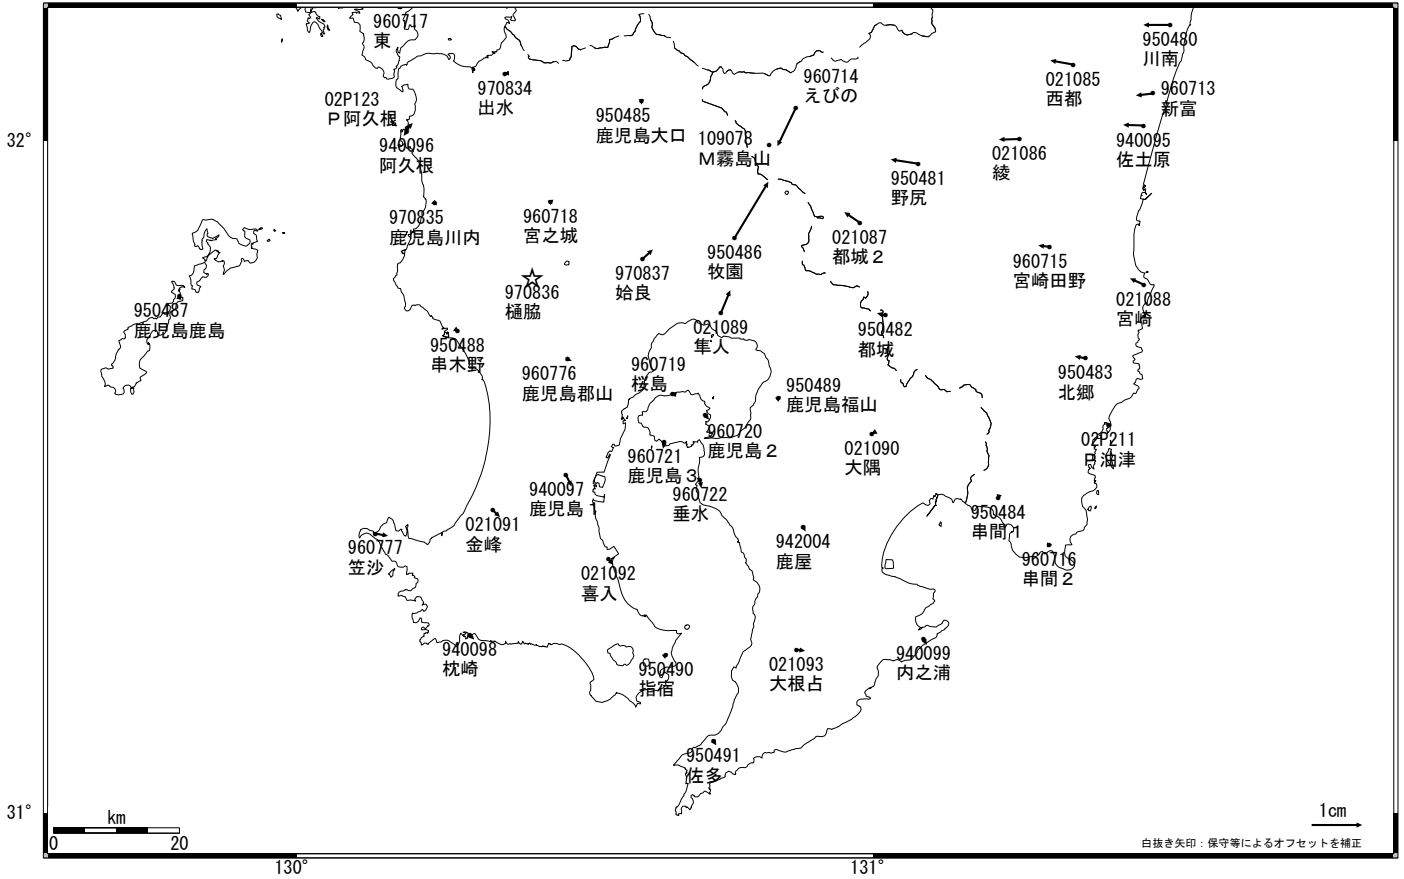 960717
東
950480
川南
960714
えびの
021085
西都
960713
新富
970834
出水
02P123
Ｐ阿久根
950485
鹿児島大口
32°
109078
Ｍ霧島山
940096
阿久根
021086
綾
940095
佐土原
950481
野尻
970835
鹿児島川内
960718
宮之城
021087
都城２
950486
牧園
960715
宮崎田野
970837
姶良
970836
樋脇
021088
宮崎
950487
鹿児島鹿島
021089
隼人
950482
都城
950488
串木野
960719
桜島
960776
鹿児島郡山
950483
北郷
950489
鹿児島福山
960720
鹿児島２
021090
大隅
02P211
Ｐ油津
960721
鹿児島３
940097
鹿児島１
960722
垂水
950484
串間１
021091
金峰
942004
鹿屋
960777
笠沙
960716
串間２
021092
喜入
940098
枕崎
950490
指宿
021093
大根占
940099
内之浦
950491
佐多
31°
km
0
20
1cm
白抜き矢印：保守等によるオフセットを補正
130°
131°